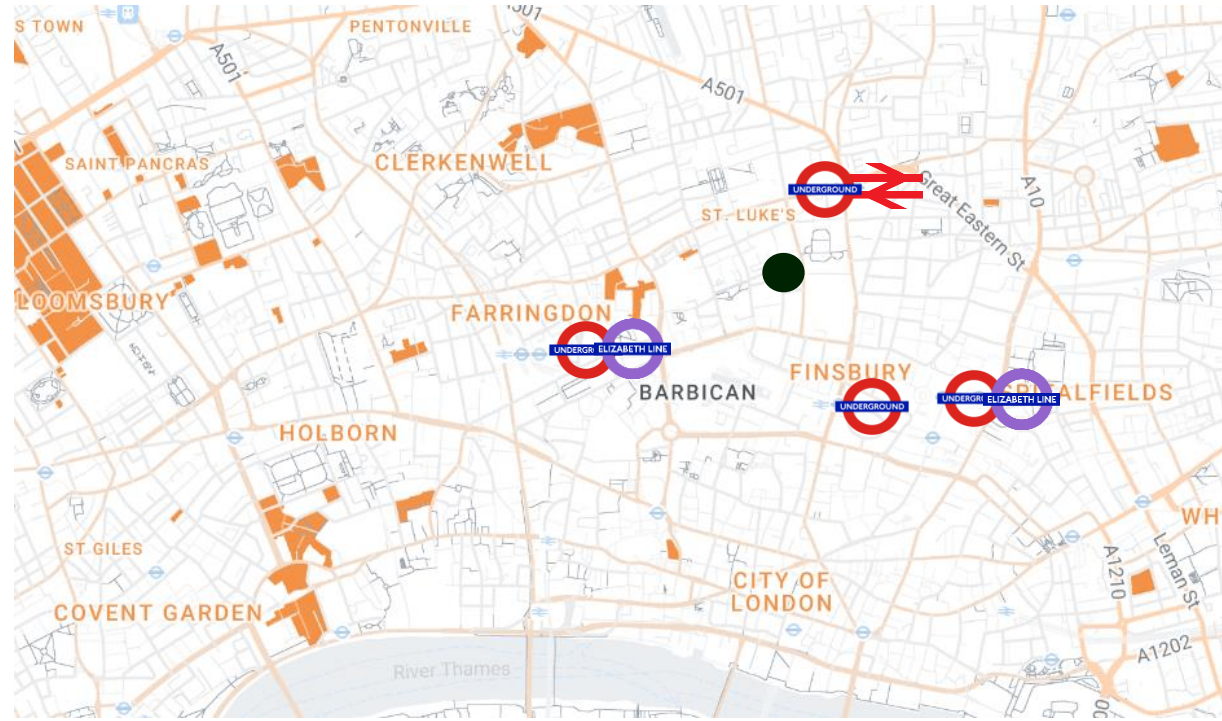 S TOWN
PENTONVILLE
A501
A501
A501
SAINT PANCRAS
CLERKENWELL
UNDERGROUND
Great Eastern St
A10
ST. LUKE'S
LOOMSBURY
FARRINGDON
UNDERGR
ELIZABETH LINE
BARBICAN
FINSBURY
UNDERGROUND
UNDERGR
ELIZABETH LINE
SPITALFIELDS
HOLBORN
WH
ST GILES
COVENT GARDEN
CITY OF
LONDON
A1210
Leman St
A1202
River Thames